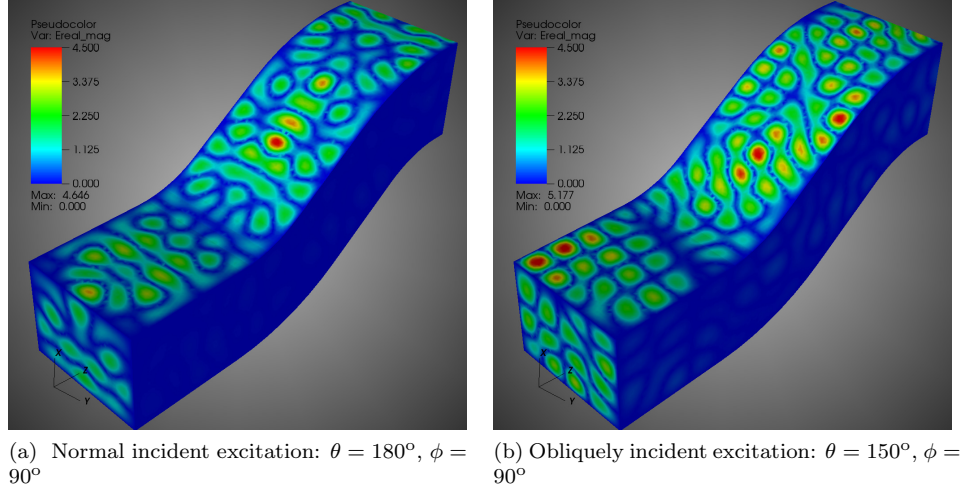 Pseudocolor
Var: Ereal_mag
4.500
3.375
2.250
1.125
0.000
Max: 4.646
Min: 0.000
X
Z
Y
Pseudocolor
Var: Ereal_mag
4.500
3.375
2.250
1.125
0.000
Max: 5.177
Min: 0.000
X
Z
Y
(a) Normal incident excitation: θ = 180°, ϕ =
90°
(b) Obliquely incident excitation: θ = 150°, ϕ =
90°